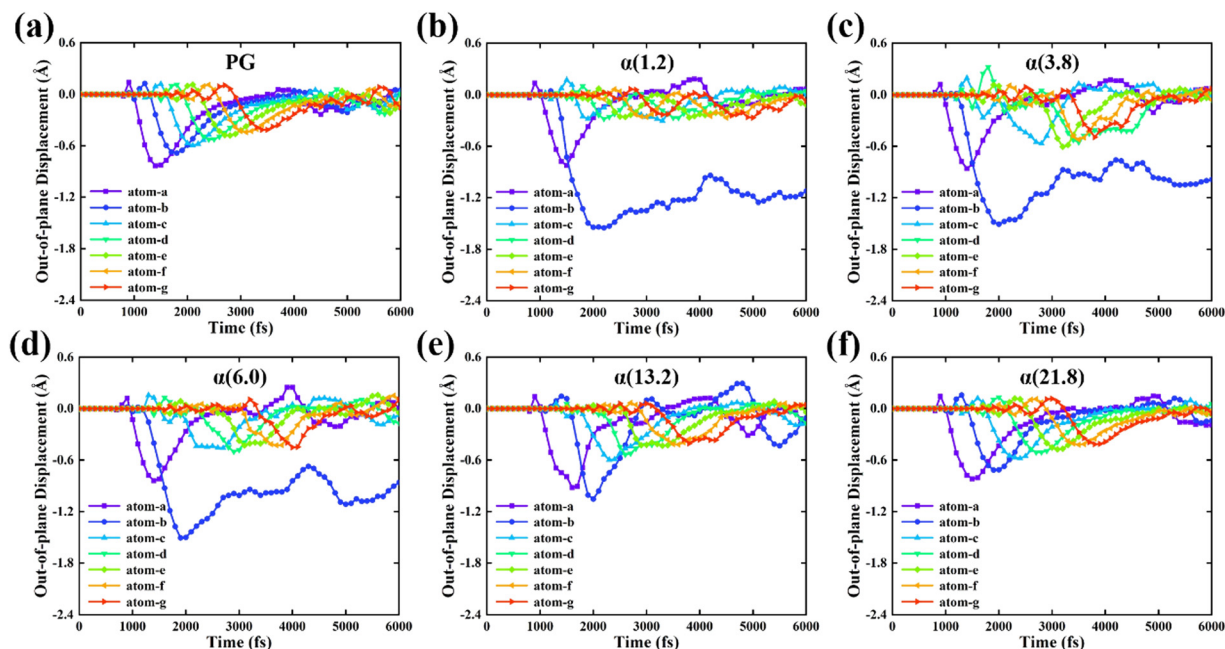 (a)
PG
Out-of-plane Displacement (Å)
0.6
0.0
-0.6
-1.2
-1.8
-2.4
atom-a
atom-b
atom-c
atom-d
atom-e
atom-f
atom-g
0 1000 2000 3000 4000 5000 6000
Time (fs)
(b)
α(1.2)
Out-of-plane Displacement (Å)
0.6
0.0
-0.6
-1.2
-1.8
-2.4
atom-a
atom-b
atom-c
atom-d
atom-e
atom-f
atom-g
0 1000 2000 3000 4000 5000 6000
Time (fs)
(c)
α(3.8)
Out-of-plane Displacement (Å)
0.6
0.0
-0.6
-1.2
-1.8
-2.4
atom-a
atom-b
atom-c
atom-d
atom-e
atom-f
atom-g
0 1000 2000 3000 4000 5000 6000
Time (fs)
(d)
α(6.0)
Out-of-plane Displacement (Å)
0.6
0.0
-0.6
-1.2
-1.8
-2.4
atom-a
atom-b
atom-c
atom-d
atom-e
atom-f
atom-g
0 1000 2000 3000 4000 5000 6000
Time (fs)
(e)
α(13.2)
Out-of-plane Displacement (Å)
0.6
0.0
-0.6
-1.2
-1.8
-2.4
atom-a
atom-b
atom-c
atom-d
atom-e
atom-f
atom-g
0 1000 2000 3000 4000 5000 6000
Time (fs)
(f)
α(21.8)
Out-of-plane Displacement (Å)
0.6
0.0
-0.6
-1.2
-1.8
-2.4
atom-a
atom-b
atom-c
atom-d
atom-e
atom-f
atom-g
0 1000 2000 3000 4000 5000 6000
Time (fs)